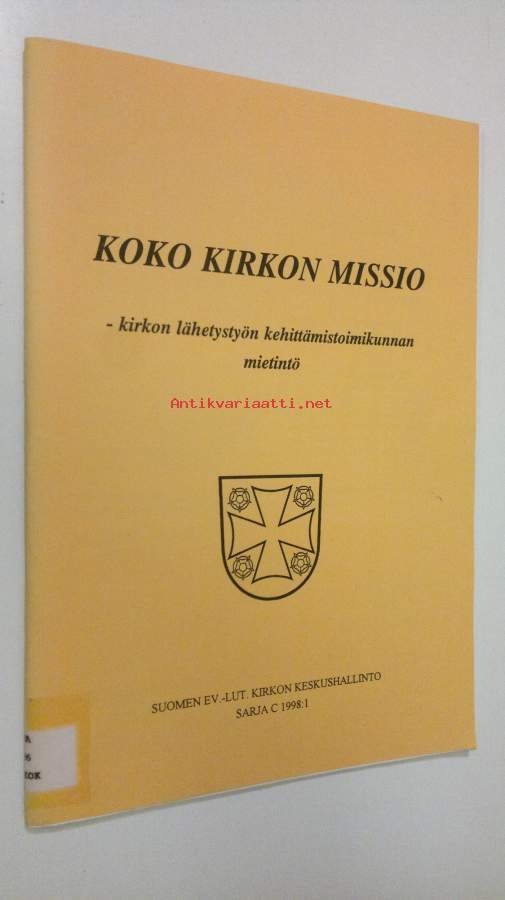 KOKO KIRKON MISSIO
- kirkon lähetystyön kehittämistoimikunnan
mietintö
Antikvariaatti.net
SUOMEN EV.-LUT. KIRKON KESKUSHALLINTO
SARJA C 1998:1